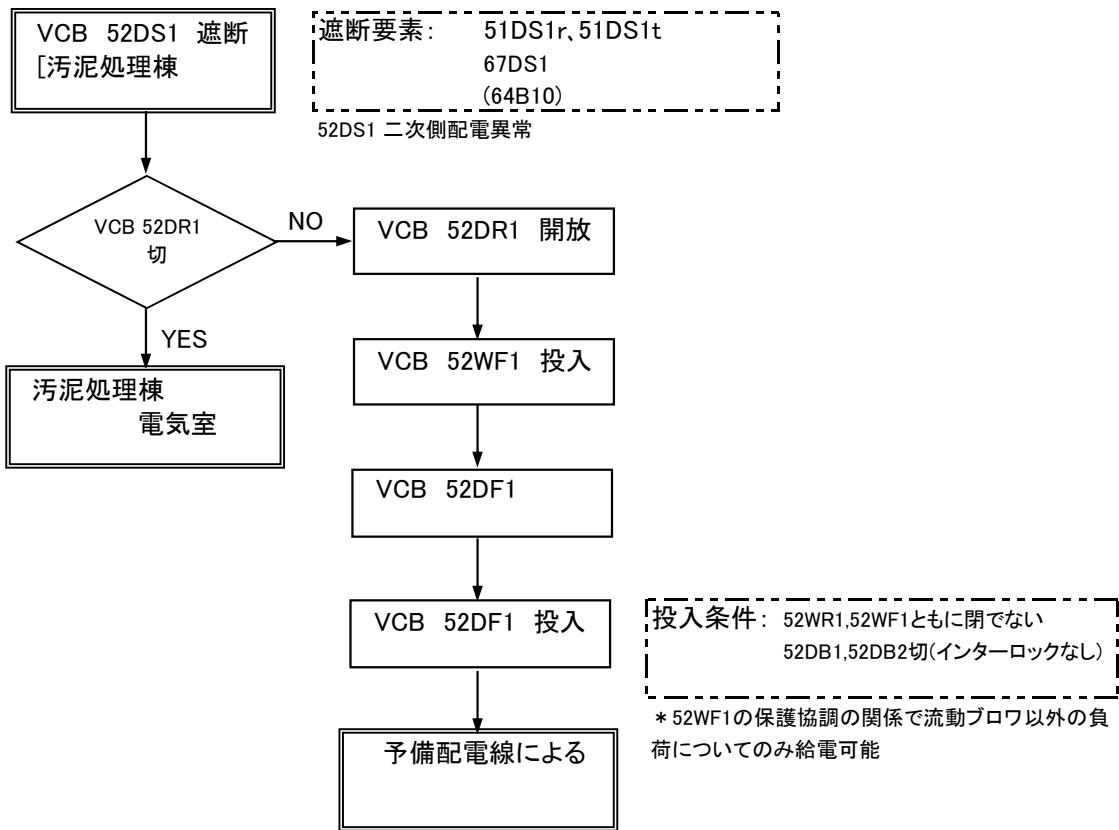 VCB 52DS1 遮断
[汚泥処理棟
遮断要素: 51DS1r、51DS1t
67DS1
(64B10)
52DS1 二次側配電異常
VCB 52DR1
切
NO
VCB 52DR1 開放
YES
VCB 52WF1 投入
汚泥処理棟
電気室
VCB 52DF1
VCB 52DF1 投入
投入条件: 52WR1,52WF1ともに閉でない
52DB1,52DB2切(インターロックなし)
*52WF1の保護協調の関係で流動ブロワ以外の負
荷についてのみ給電可能
予備配電線による